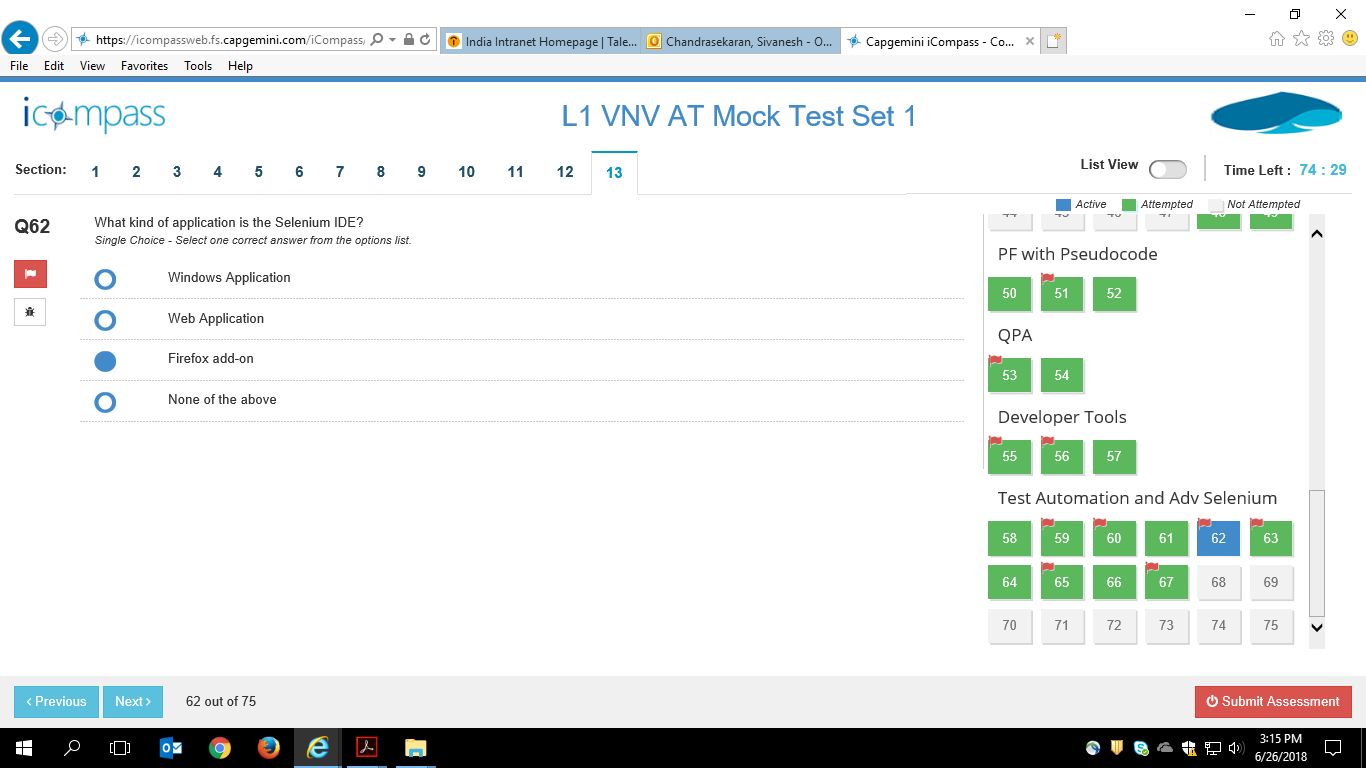 https://icompassweb.fs.capgemini.com/iCompass,
India Intranet Homepage | Tale...
Chandrasekaran, Sivanesh - O...
Capgemini iCompass - Co...
File Edit View Favorites Tools Help
icompass
L1 VNV AT Mock Test Set 1
Section: 1 2 3 4 5 6 7 8 9 10 11 12 13
List View
Time Left : 74 : 29
Active Attempted Not Attempted
Q62
What kind of application is the Selenium IDE?
Single Choice - Select one correct answer from the options list.
Windows Application
Web Application
Firefox add-on
None of the above
44 45 46 47 48 49
PF with Pseudocode
50 51 52
QPA
53 54
Developer Tools
55 56 57
Test Automation and Adv Selenium
58 59 60 61 62 63
64 65 66 67 68 69
70 71 72 73 74 75
‹ Previous
Next ›
62 out of 75
Submit Assessment
3:15 PM
6/26/2018